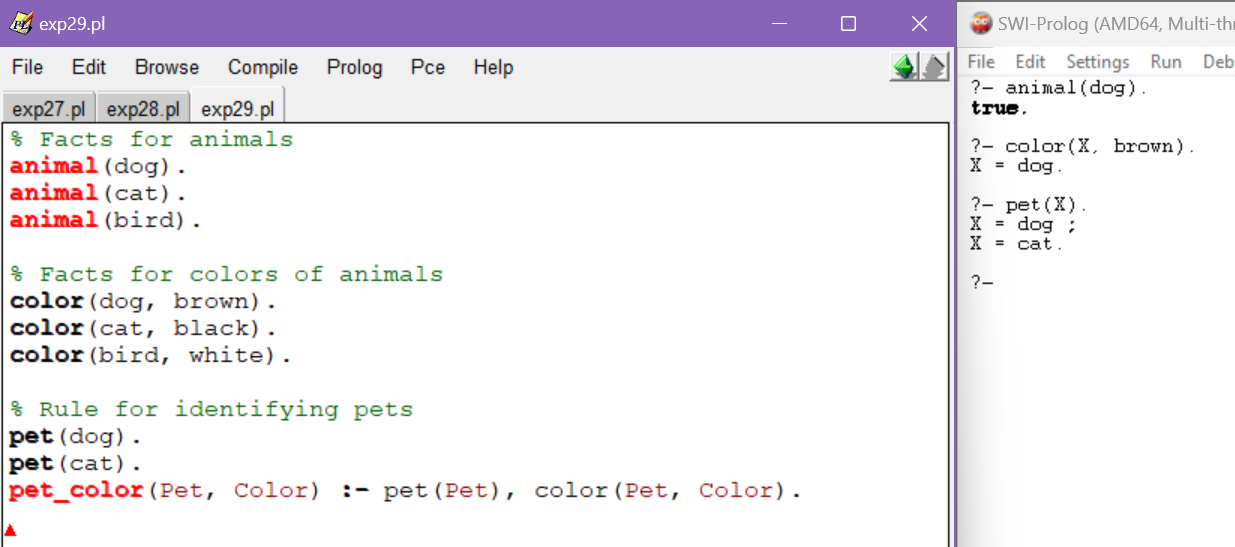 exp29.pl
File Edit Browse Compile Prolog Pce Help
exp27.pl exp28.pl exp29.pl
% Facts for animals
animal(dog).
animal(cat).
animal(bird).
% Facts for colors of animals
color(dog, brown).
color(cat, black).
color(bird, white).
% Rule for identifying pets
pet(dog).
pet(cat).
pet_color(Pet, Color) :- pet(Pet), color(Pet, Color).
SWI-Prolog (AMD64, Multi-thr
File Edit Settings Run Deb
?- animal(dog).
true.
?- color(X, brown).
X = dog.
?- pet(X).
X = dog ;
X = cat.
?-